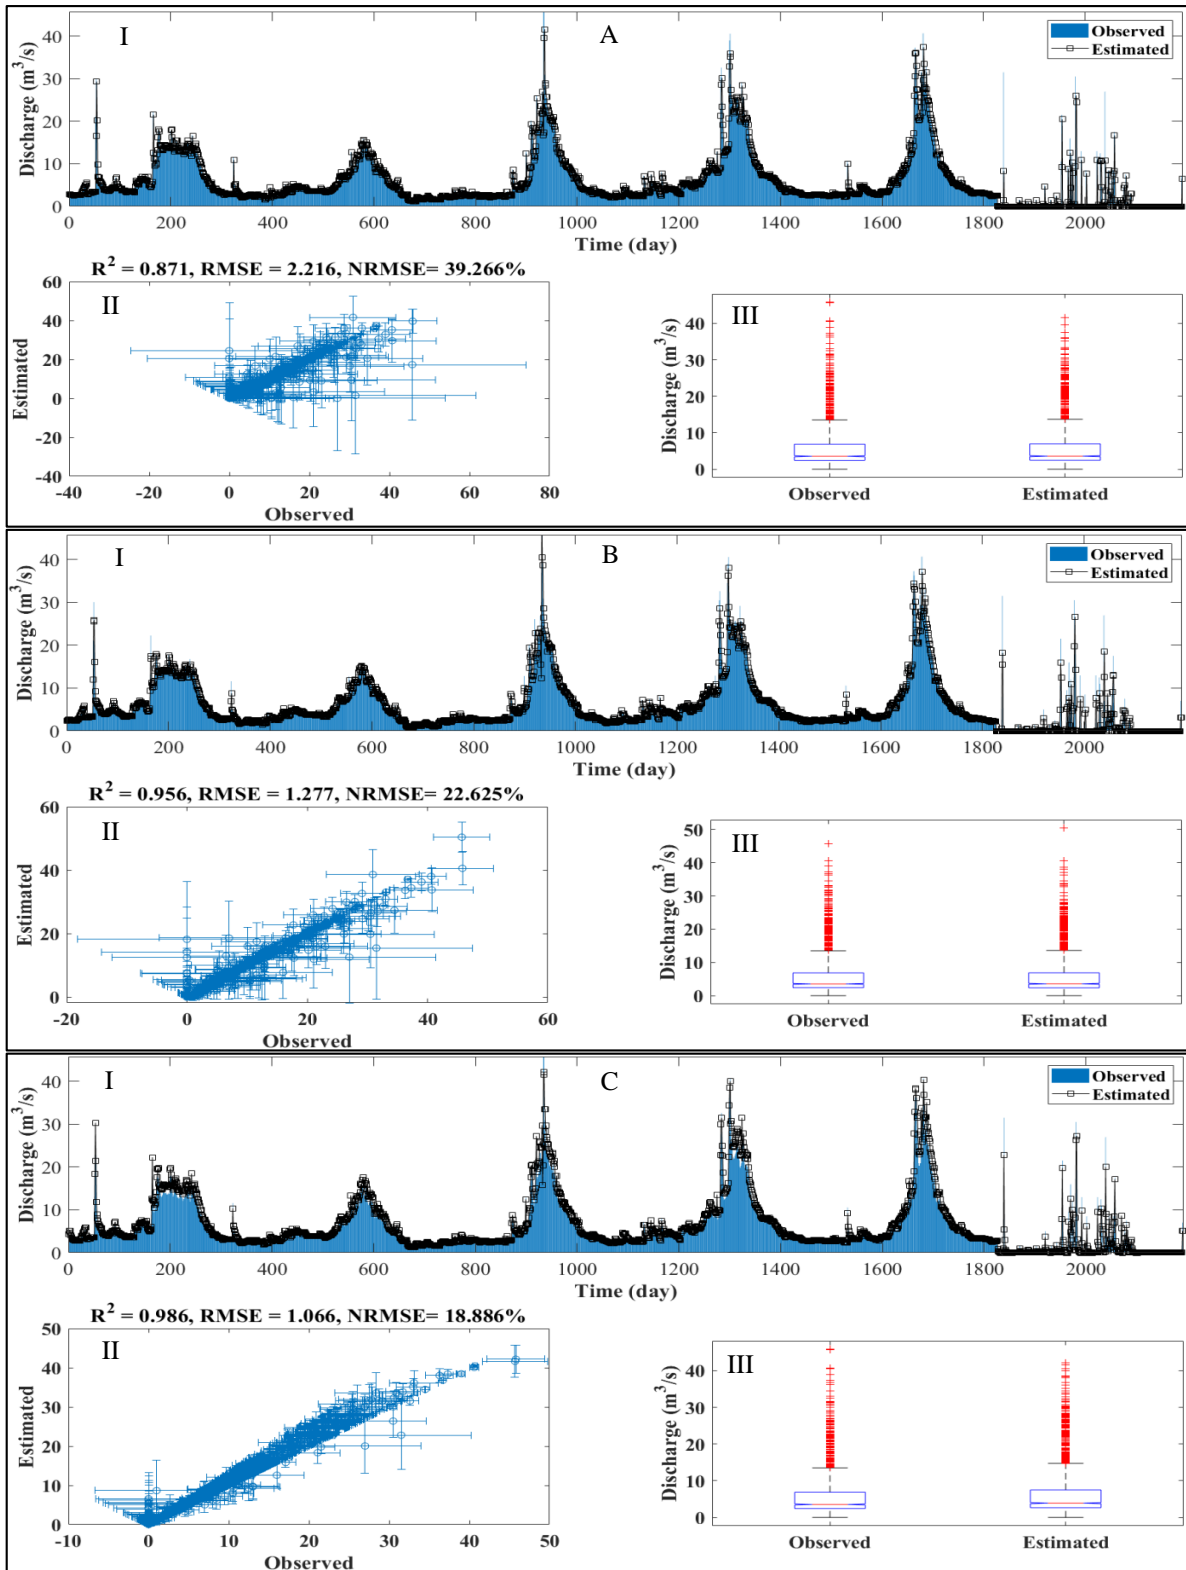 I
A
Observed
Estimated
Discharge (m³/s)
40
30
20
10
0
0 200 400 600 800 1000 1200 1400 1600 1800 2000
Time (day)
R² = 0.871, RMSE = 2.216, NRMSE= 39.266%
II
Estimated
60
40
20
0
-20
-40
-40 -20 0 20 40 60 80
Observed
III
Discharge (m³/s)
40
30
20
10
0
Observed Estimated
I
B
Observed
Estimated
Discharge (m³/s)
40
30
20
10
0
0 200 400 600 800 1000 1200 1400 1600 1800 2000
Time (day)
R² = 0.956, RMSE = 1.277, NRMSE= 22.625%
II
Estimated
60
40
20
0
-20 0 20 40 60
Observed
III
Discharge (m³/s)
50
40
30
20
10
0
Observed Estimated
I
C
Observed
Estimated
Discharge (m³/s)
40
30
20
10
0
0 200 400 600 800 1000 1200 1400 1600 1800 2000
Time (day)
R² = 0.986, RMSE = 1.066, NRMSE= 18.886%
II
Estimated
50
40
30
20
10
0
-10 0 10 20 30 40 50
Observed
III
Discharge (m³/s)
40
30
20
10
0
Observed Estimated